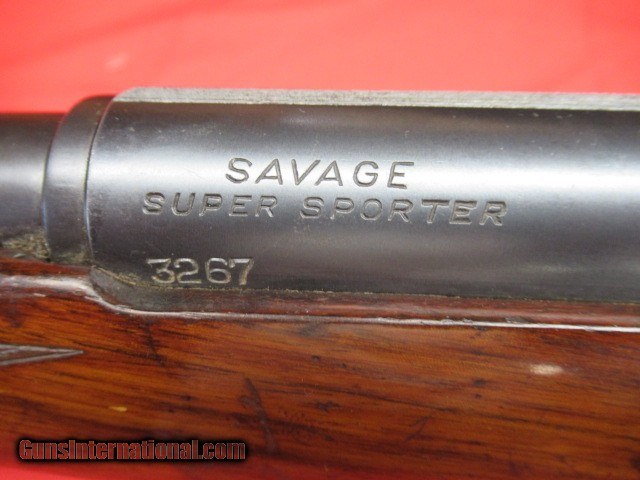 SAVAGE
SUPER SPORTER
3267
GunsInternational.com